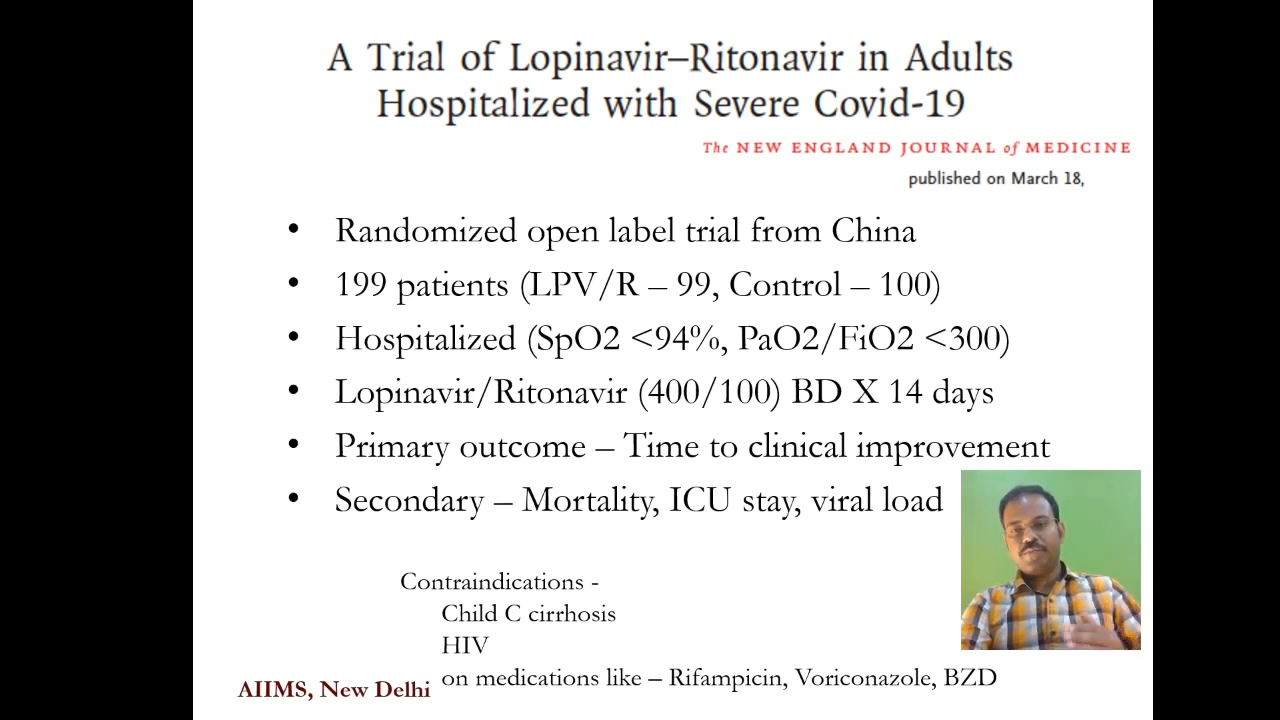 A Trial of Lopinavir–Ritonavir in Adults
Hospitalized with Severe Covid-19
The NEW ENGLAND JOURNAL of MEDICINE
published on March 18,
• Randomized open label trial from China
• 199 patients (LPV/R – 99, Control – 100)
• Hospitalized (SpO2 <94%, PaO2/FiO2 <300)
• Lopinavir/Ritonavir (400/100) BD X 14 days
• Primary outcome – Time to clinical improvement
• Secondary – Mortality, ICU stay, viral load
Contraindications -
Child C cirrhosis
HIV
on medications like – Rifampicin, Voriconazole, BZD
AIIMS, New Delhi